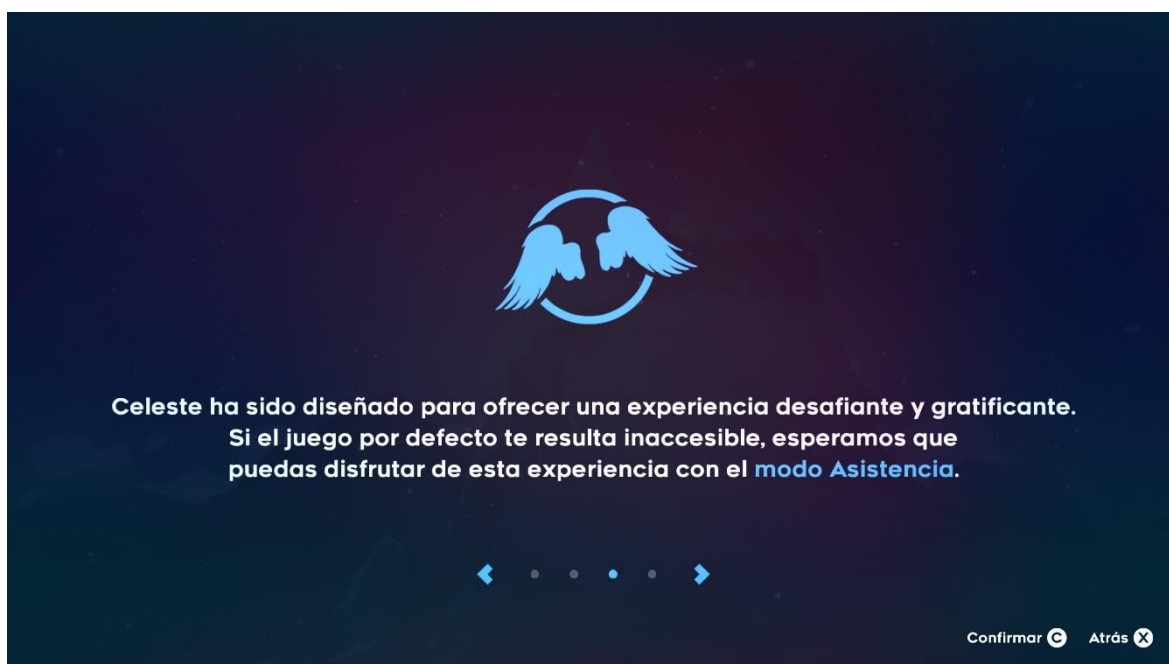 Celeste ha sido diseñado para ofrecer una experiencia desafiante y gratificante.
Si el juego por defecto te resulta inaccesible, esperamos que
puedas disfrutar de esta experiencia con el modo Asistencia.
Confirmar C Atrás X